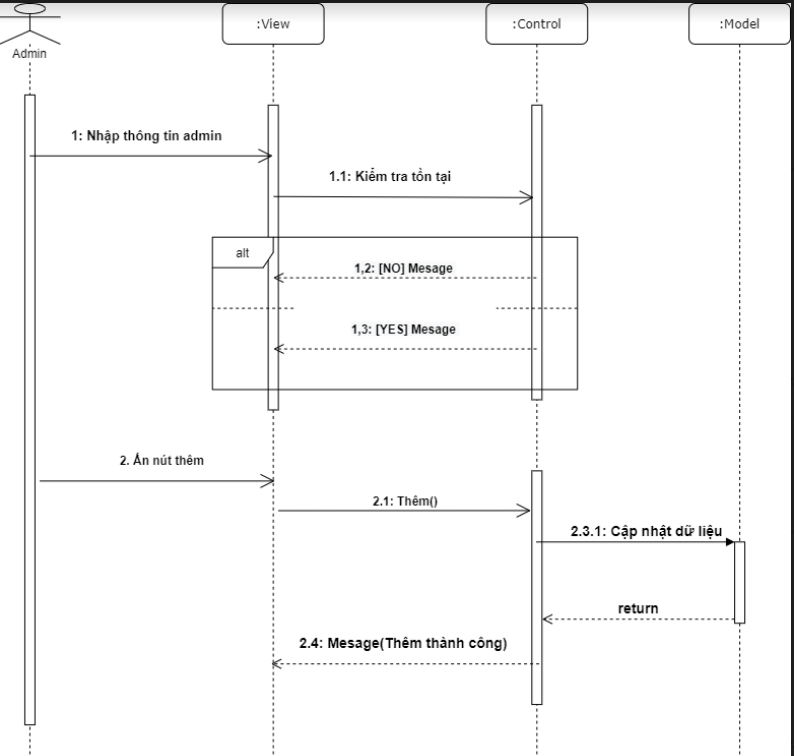 :View
:Control
:Model
Admin
1: Nhập thông tin admin
1.1: Kiểm tra tồn tại
alt
1,2: [NO] Mesage
1,3: [YES] Mesage
2. Ấn nút thêm
2.1: Thêm()
2.3.1: Cập nhật dữ liệu
return
2.4: Mesage(Thêm thành công)